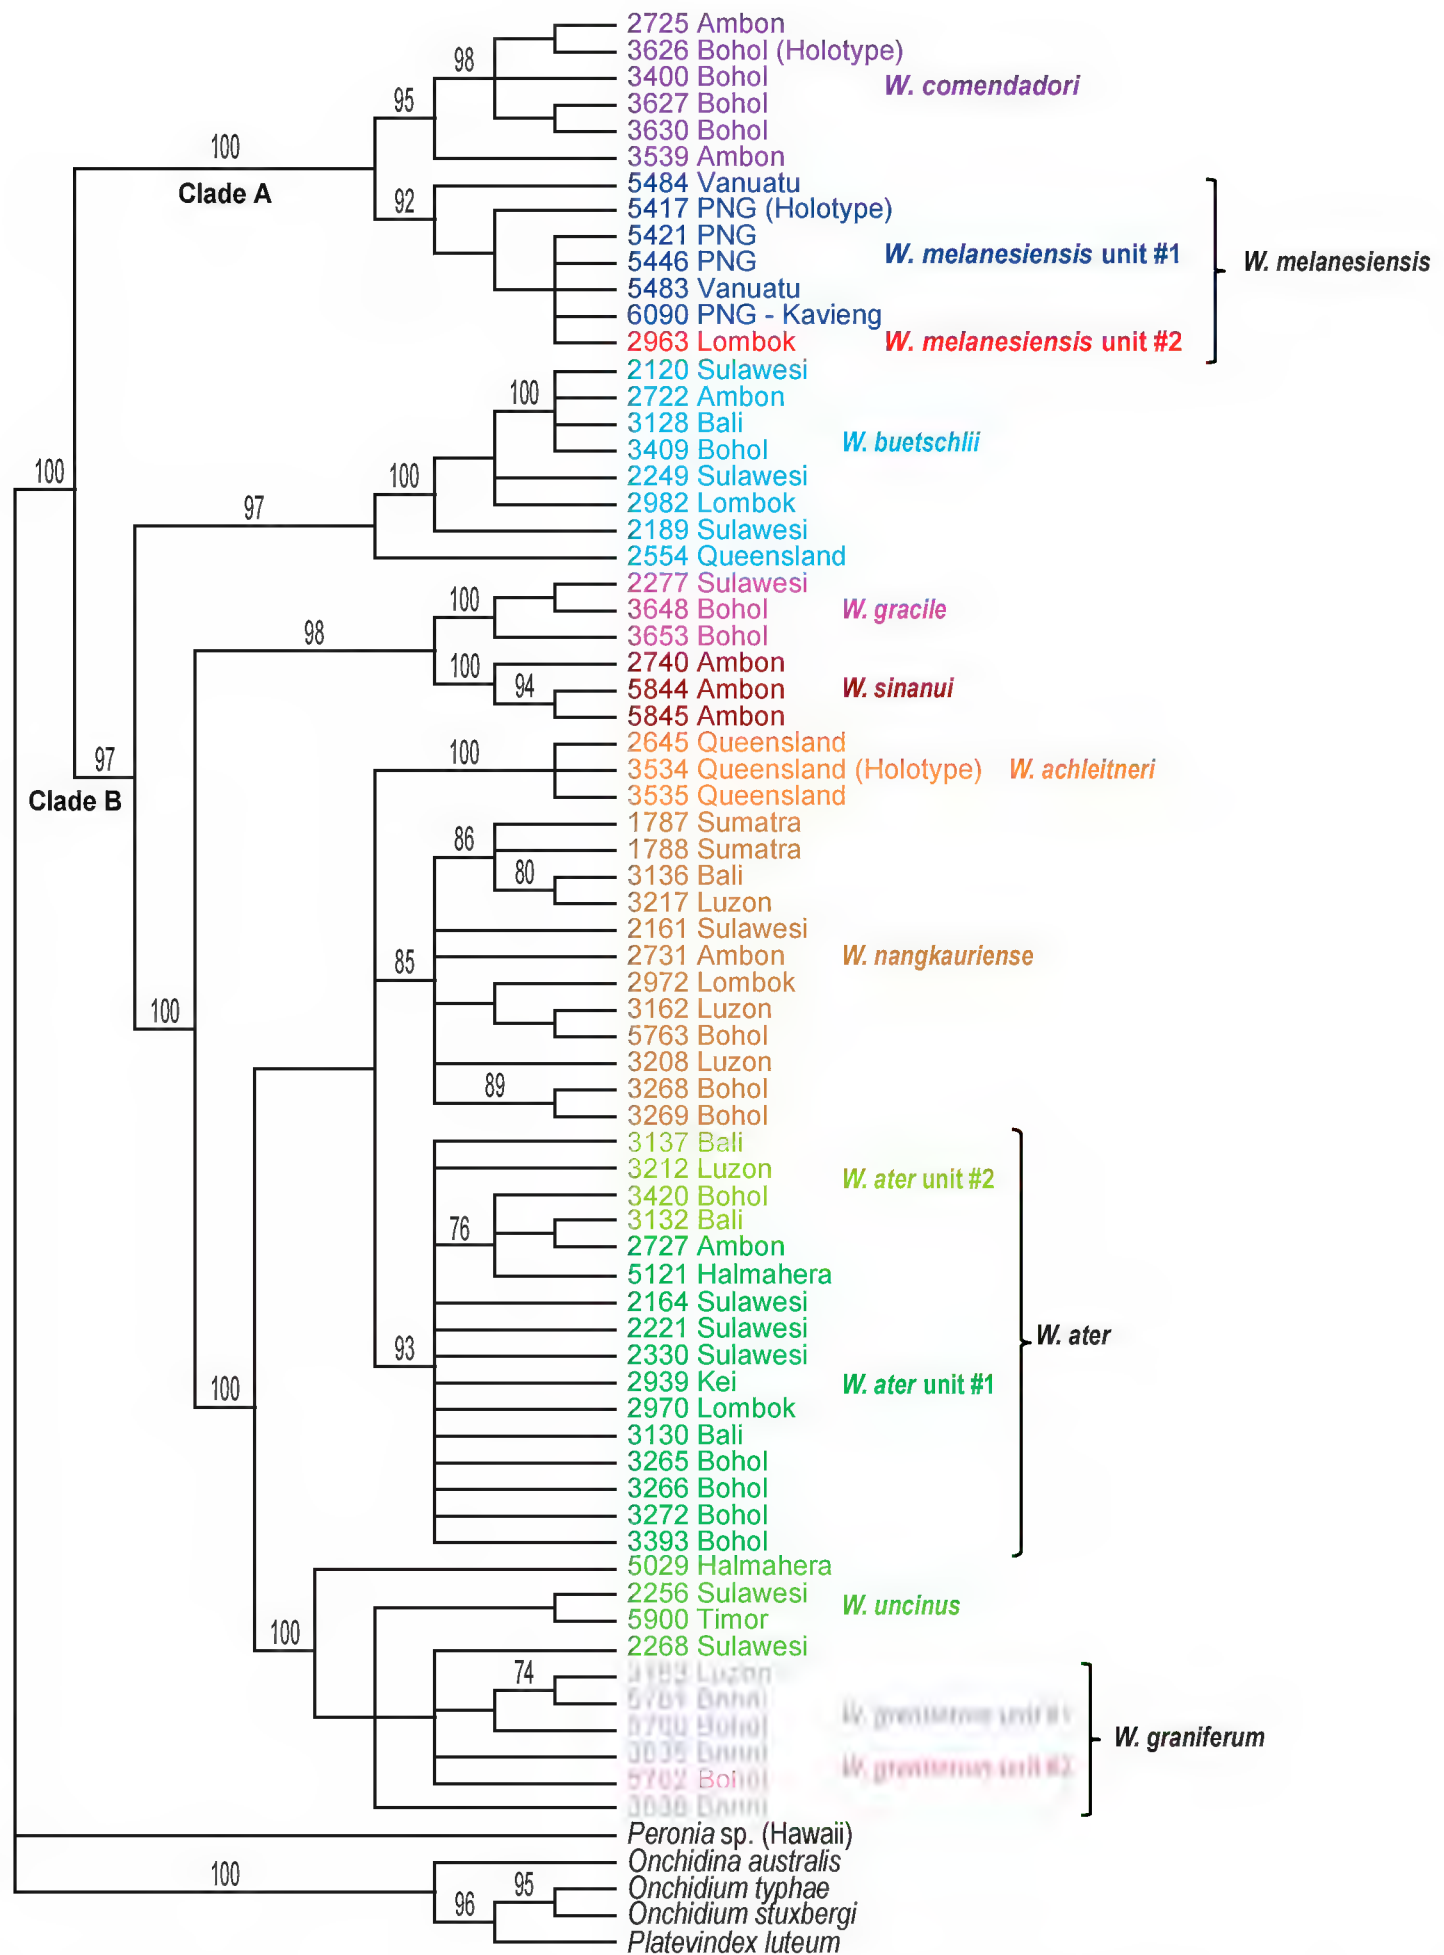 2725 Ambon
3626 Bohol (Holotype)
98
3400 Bohol
W. comendadori
95
3627 Bohol
3630 Bohol
100
3539 Ambon
Clade A
5484 Vanuatu
92
5417 PNG (Holotype)
5421 PNG
W. melanesiensis unit #1
W. melanesiensis
5446 PNG
5483 Vanuatu
6090 PNG - Kavieng
2963 Lombok
W. melanesiensis unit #2
2120 Sulawesi
100
2722 Ambon
3128 Bali
W. buetschlii
3409 Bohol
100
100
2249 Sulawesi
97
2982 Lombok
2189 Sulawesi
2554 Queensland
2277 Sulawesi
100
3648 Bohol
W. gracile
98
3653 Bohol
100
2740 Ambon
94
5844 Ambon
W. sinanui
5845 Ambon
2645 Queensland
97
100
3534 Queensland (Holotype)
W. achleitneri
Clade B
3535 Queensland
1787 Sumatra
86
1788 Sumatra
80
3136 Bali
3217 Luzon
2161 Sulawesi
85
2731 Ambon
W. nangkauriense
2972 Lombok
100
3162 Luzon
5763 Bohol
3208 Luzon
89
3268 Bohol
3269 Bohol
3137 Bali
3212 Luzon
W. ater unit #2
3420 Bohol
76
3132 Bali
2727 Ambon
5121 Halmahera
2164 Sulawesi
2221 Sulawesi
W. ater
93
2330 Sulawesi
100
2939 Kei
W. ater unit #1
2970 Lombok
3130 Bali
3265 Bohol
3266 Bohol
3272 Bohol
3393 Bohol
5029 Halmahera
2256 Sulawesi
W. uncinus
5900 Timor
100
2268 Sulawesi
74
Luzon
Bohol
W. graniferum
Bohol
Peronia sp. (Hawaii)
100
Onchidina australis
95
Onchidium typhae
96
Onchidium stuxbergi
Platevindex luteum